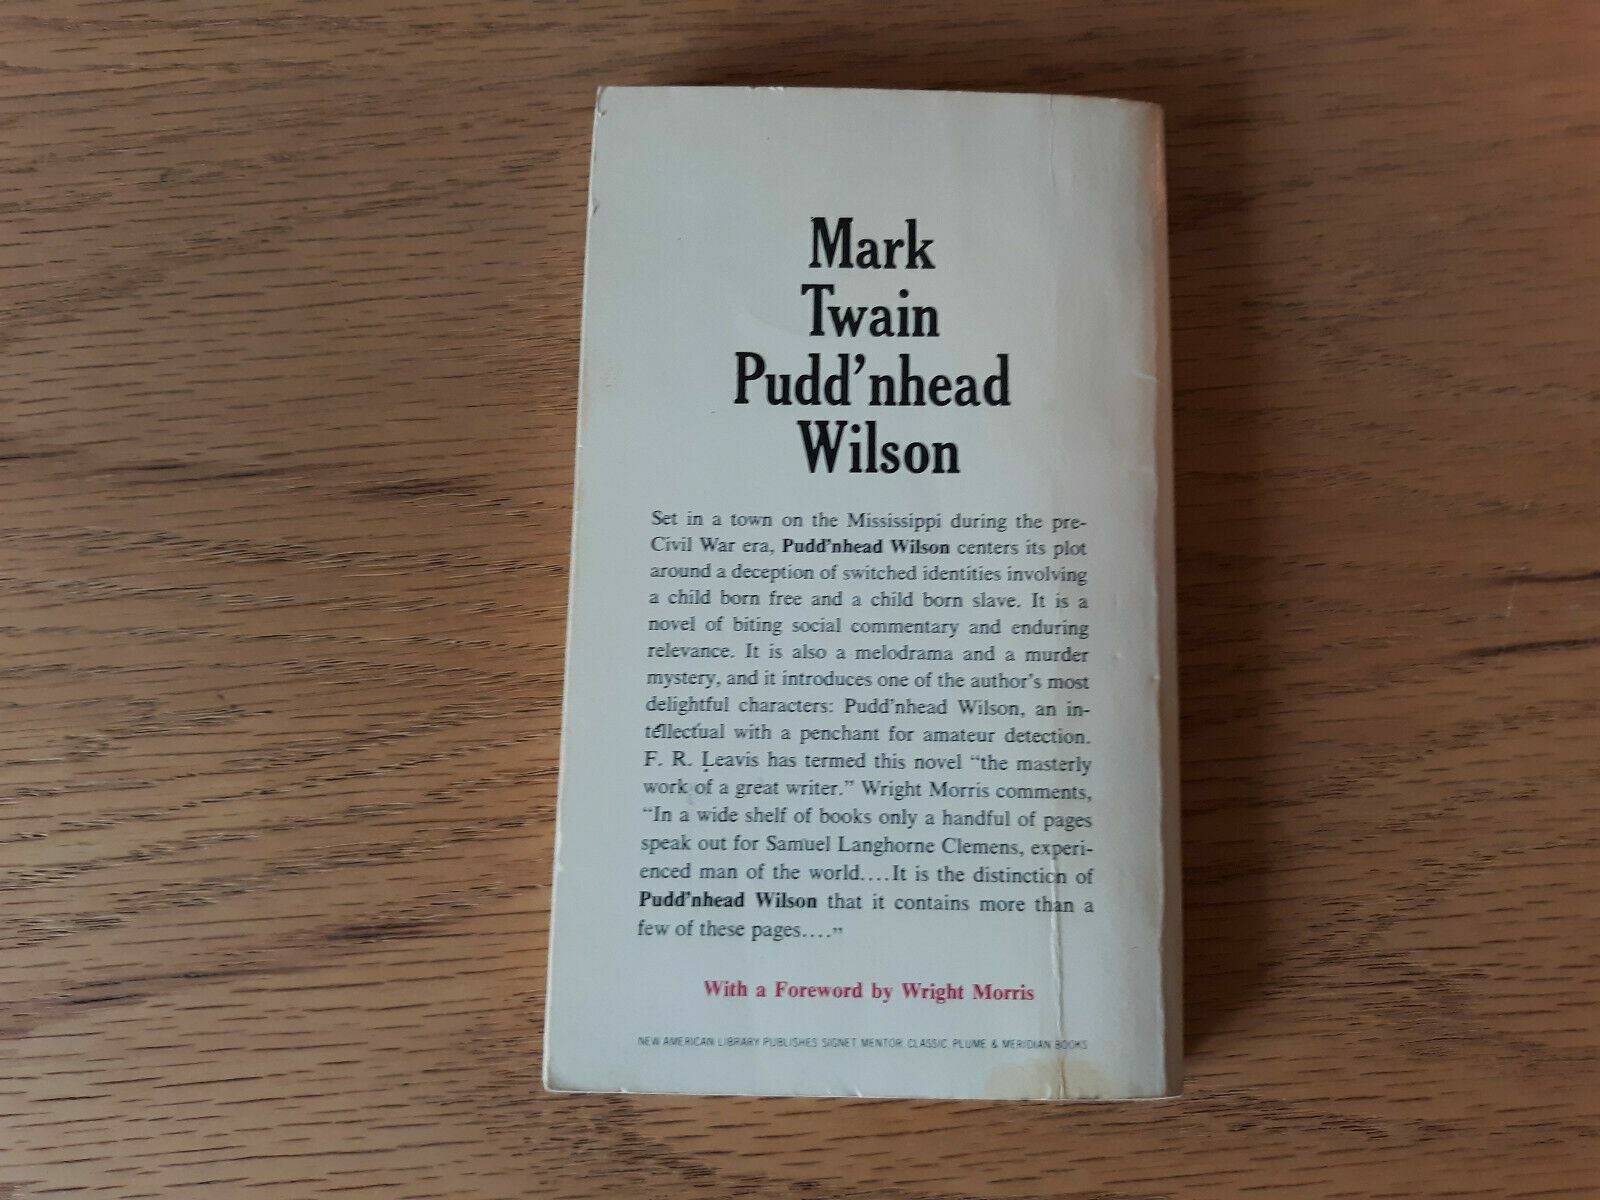 Mark
Twain
Pudd'nhead
Wilson
Set in a town on the Mississippi during the pre-
Civil War era, Pudd'nhead Wilson centers its plot
around a deception of switched identities involving
a child born free and a child born slave. It is a
novel of biting social commentary and enduring
relevance. It is also a melodrama and a murder
mystery, and it introduces one of the author's most
delightful characters: Pudd'nhead Wilson, an in-
tellectual with a penchant for amateur detection.
F. R. Leavis has termed this novel "the masterly
work of a great writer." Wright Morris comments,
"In a wide shelf of books only a handful of pages
speak out for Samuel Langhorne Clemens, experi-
enced man of the world....It is the distinction of
Pudd'nhead Wilson that it contains more than a
few of these pages...."
With a Foreword by Wright Morris
NEW AMERICAN LIBRARY PUBLISHES SIGNET, MENTOR, CLASSIC, PLUME & MERIDIAN BOOKS